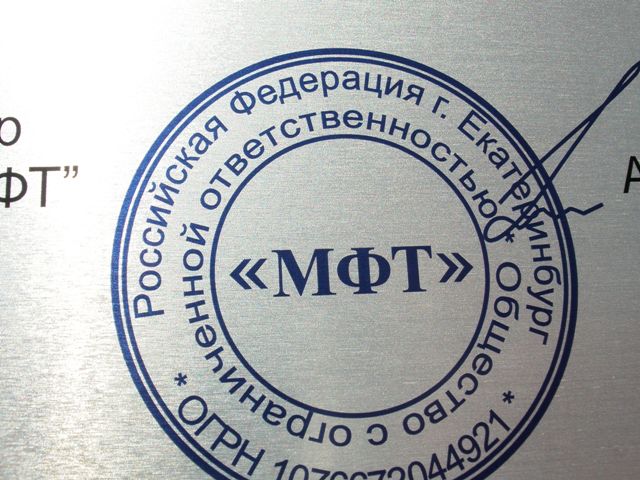 р
ФТ”
А
Российская Федерация г. Екатеринбург
* ОГРН 1076672044921 *
* Общество с ограниченной ответственностью
«МФТ»